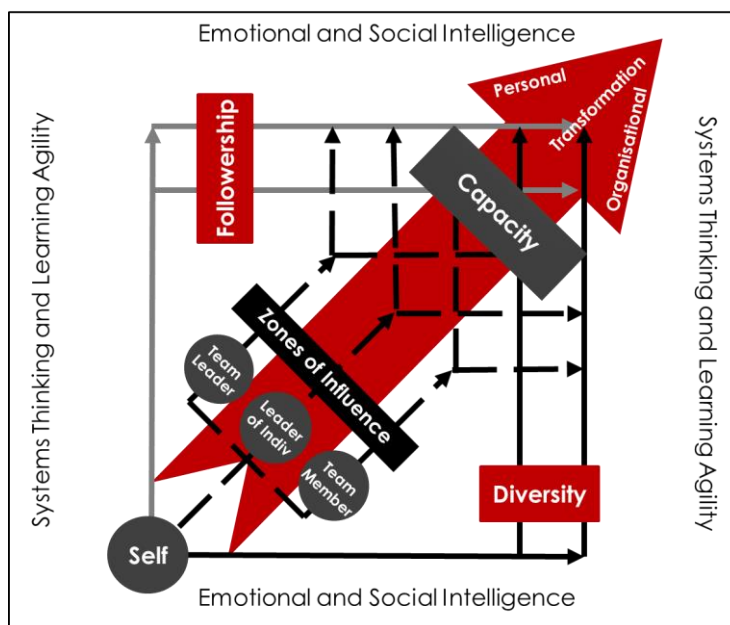 Emotional and Social Intelligence
Systems Thinking and Learning Agility
Followership
Personal
Transformation
Organisational
Capacity
Systems Thinking and Learning Agility
Zones of Influence
Team
Leader
Leader
of Indiv
Team
Member
Diversity
Self
Emotional and Social Intelligence